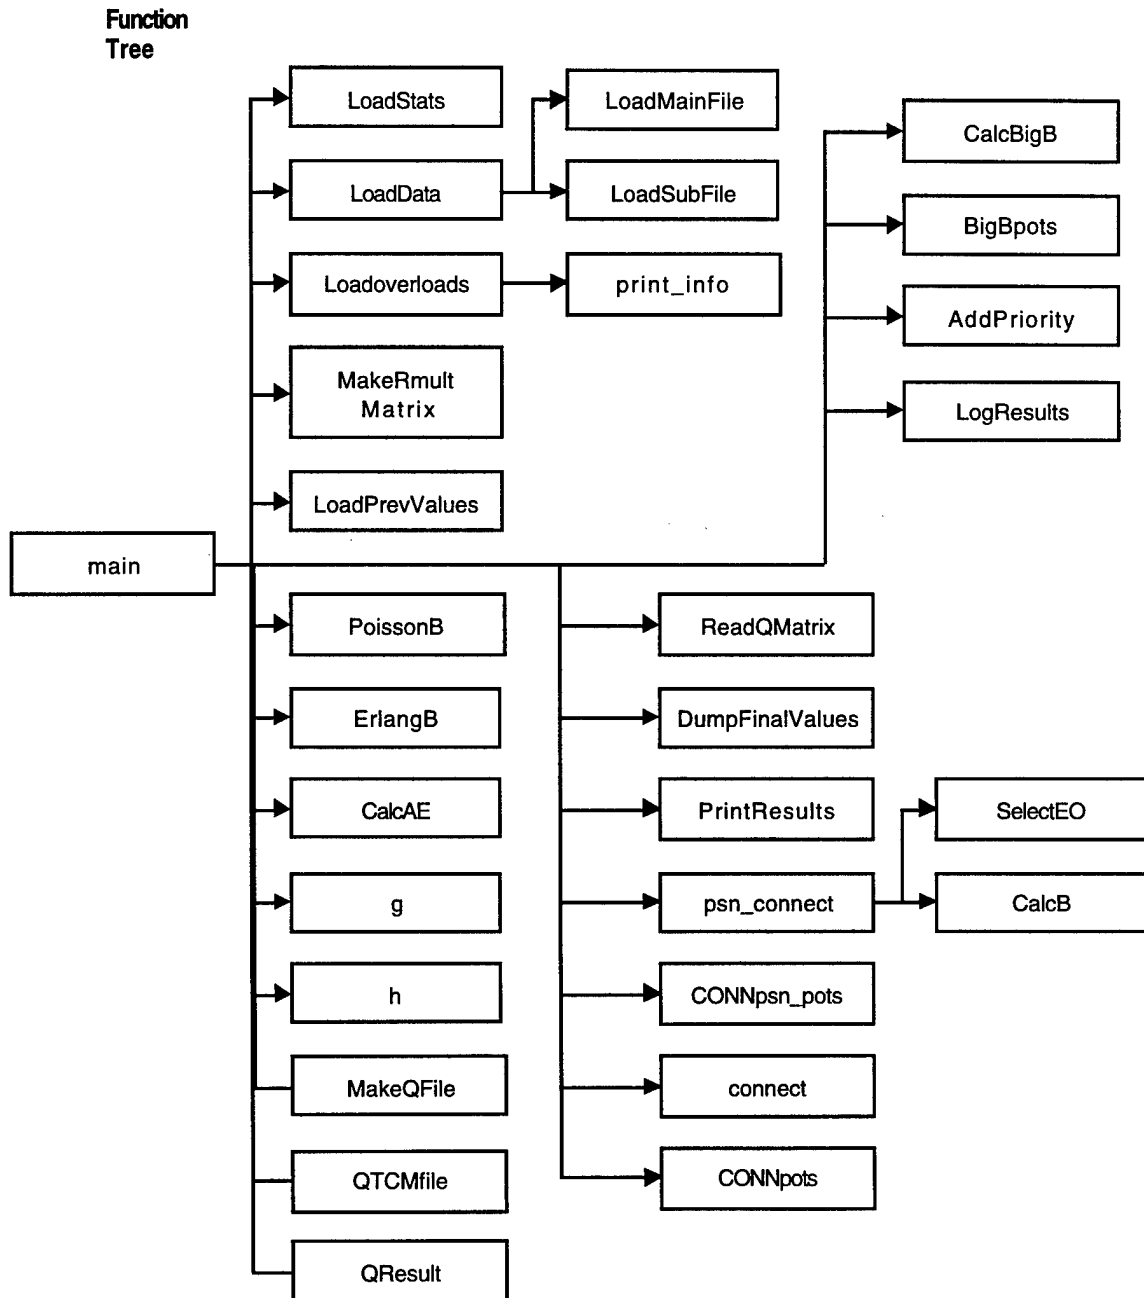 Function
Tree
LoadStats
LoadMainFile
CalcBigB
LoadData
LoadSubFile
BigBpots
Loadoverloads
print_info
AddPriority
MakeRmult
Matrix
LogResults
LoadPrevValues
main
PoissonB
ReadQMatrix
ErlangB
DumpFinalValues
CalcAE
PrintResults
SelectEO
g
psn_connect
CalcB
h
CONNpsn_pots
MakeQFile
connect
QTCMfile
CONNpots
QResult